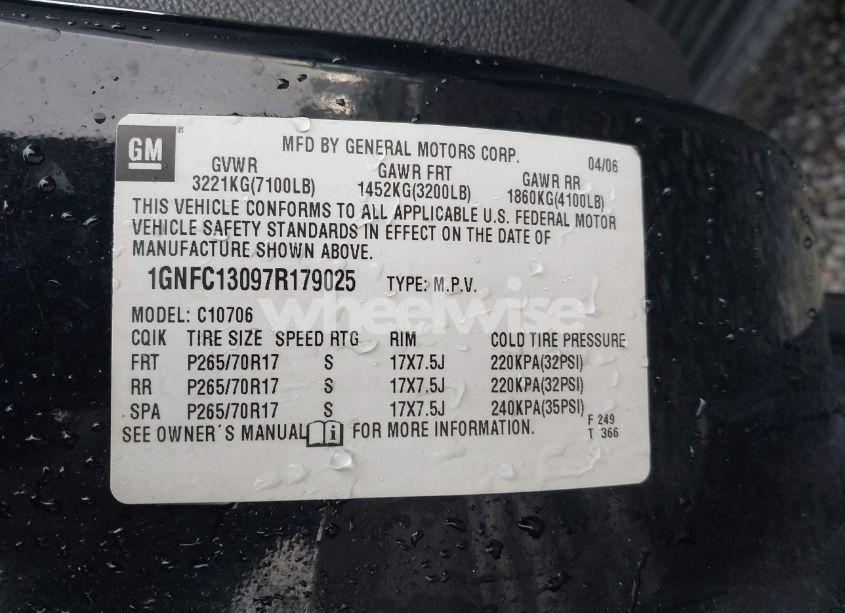 GM
MFD BY GENERAL MOTORS CORP. 04/06
GVWR GAWR FRT GAWR RR
3221KG(7100LB) 1452KG(3200LB) 1860KG(4100LB)
THIS VEHICLE CONFORMS TO ALL APPLICABLE U.S. FEDERAL MOTOR
VEHICLE SAFETY STANDARDS IN EFFECT ON THE DATE OF
MANUFACTURE SHOWN ABOVE.
1GNFC13097R179025 TYPE: M.P.V.
wheelwise
MODEL: C10706
CQIK TIRE SIZE SPEED RTG RIM COLD TIRE PRESSURE
FRT P265/70R17 S 17X7.5J 220KPA(32PSI)
RR P265/70R17 S 17X7.5J 220KPA(32PSI)
SPA P265/70R17 S 17X7.5J 240KPA(35PSI)
SEE OWNER'S MANUAL FOR MORE INFORMATION.
F 249
T 366